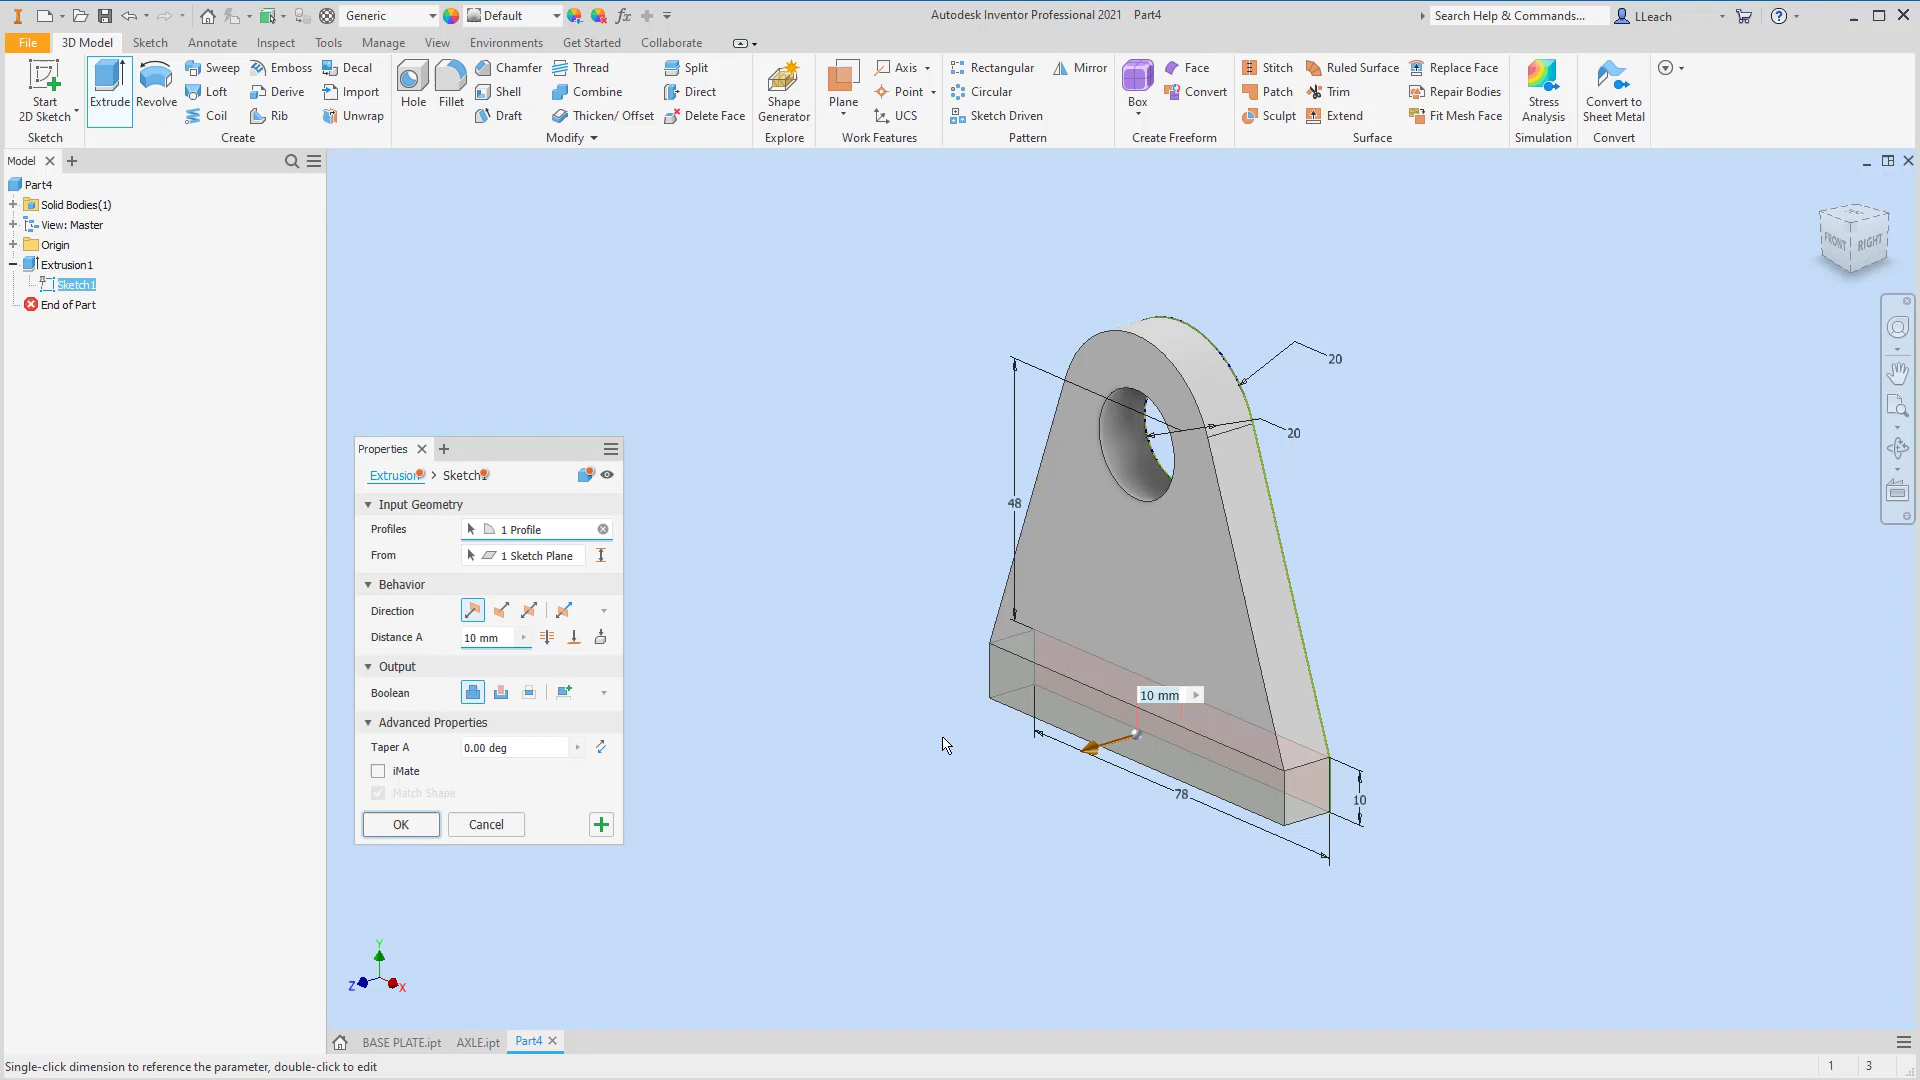 Generic
Default
fx
Autodesk Inventor Professional 2021 Part4
Search Help & Commands...
LLeach
File
3D Model
Sketch
Annotate
Inspect
Tools
Manage
View
Environments
Get Started
Collaborate
Start
2D Sketch
Extrude
Revolve
Sweep
Loft
Coil
Emboss
Derive
Rib
Decal
Import
Unwrap
Hole
Fillet
Chamfer
Shell
Draft
Thread
Combine
Thicken/ Offset
Split
Direct
Delete Face
Shape
Generator
Plane
Axis
Point
UCS
Rectangular
Circular
Sketch Driven
Mirror
Box
Face
Convert
Stitch
Patch
Sculpt
Ruled Surface
Trim
Extend
Replace Face
Repair Bodies
Fit Mesh Face
Stress
Analysis
Convert to
Sheet Metal
Sketch
Create
Modify
Explore
Work Features
Pattern
Create Freeform
Surface
Simulation
Convert
Model
Part4
Solid Bodies(1)
View: Master
Origin
Extrusion1
Sketch1
End of Part
FRONT
RIGHT
20
20
48
10 mm
78
10
Properties
Extrusion > Sketch1
Input Geometry
Profiles
1 Profile
From
1 Sketch Plane
Behavior
Direction
Distance A
10 mm
Output
Boolean
Advanced Properties
Taper A
0.00 deg
iMate
Match Shape
OK
Cancel
Y
Z
X
BASE PLATE.ipt
AXLE.ipt
Part4
Single-click dimension to reference the parameter, double-click to edit
1
3